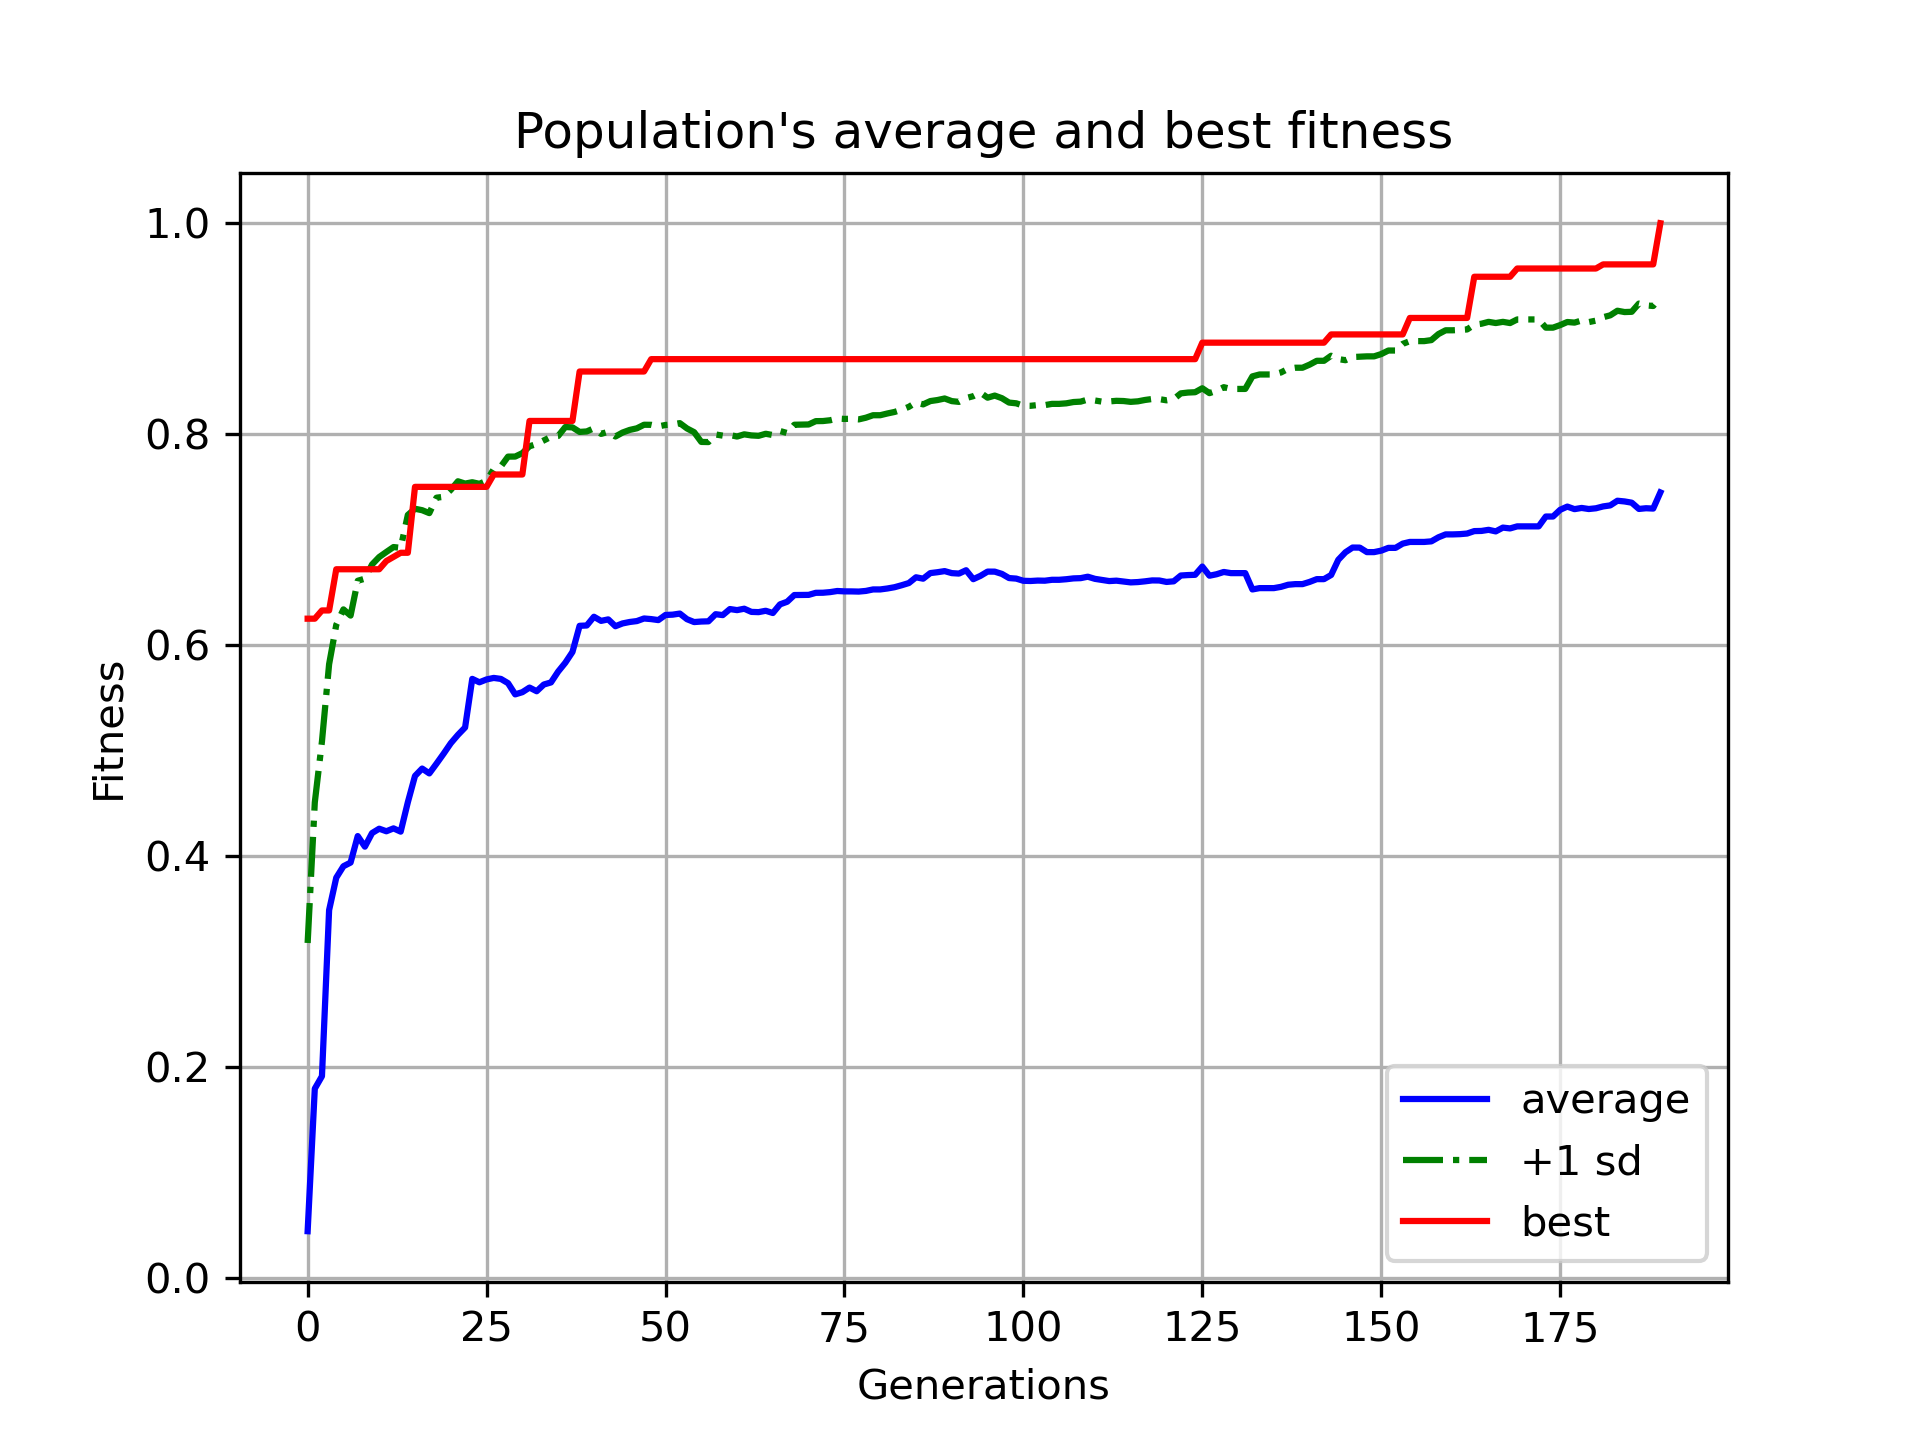 Population's average and best fitness
1.0
0.8
0.6
0.4
0.2
0.0
Fitness
0 25 50 75 100 125 150 175
Generations
average
+1 sd
best